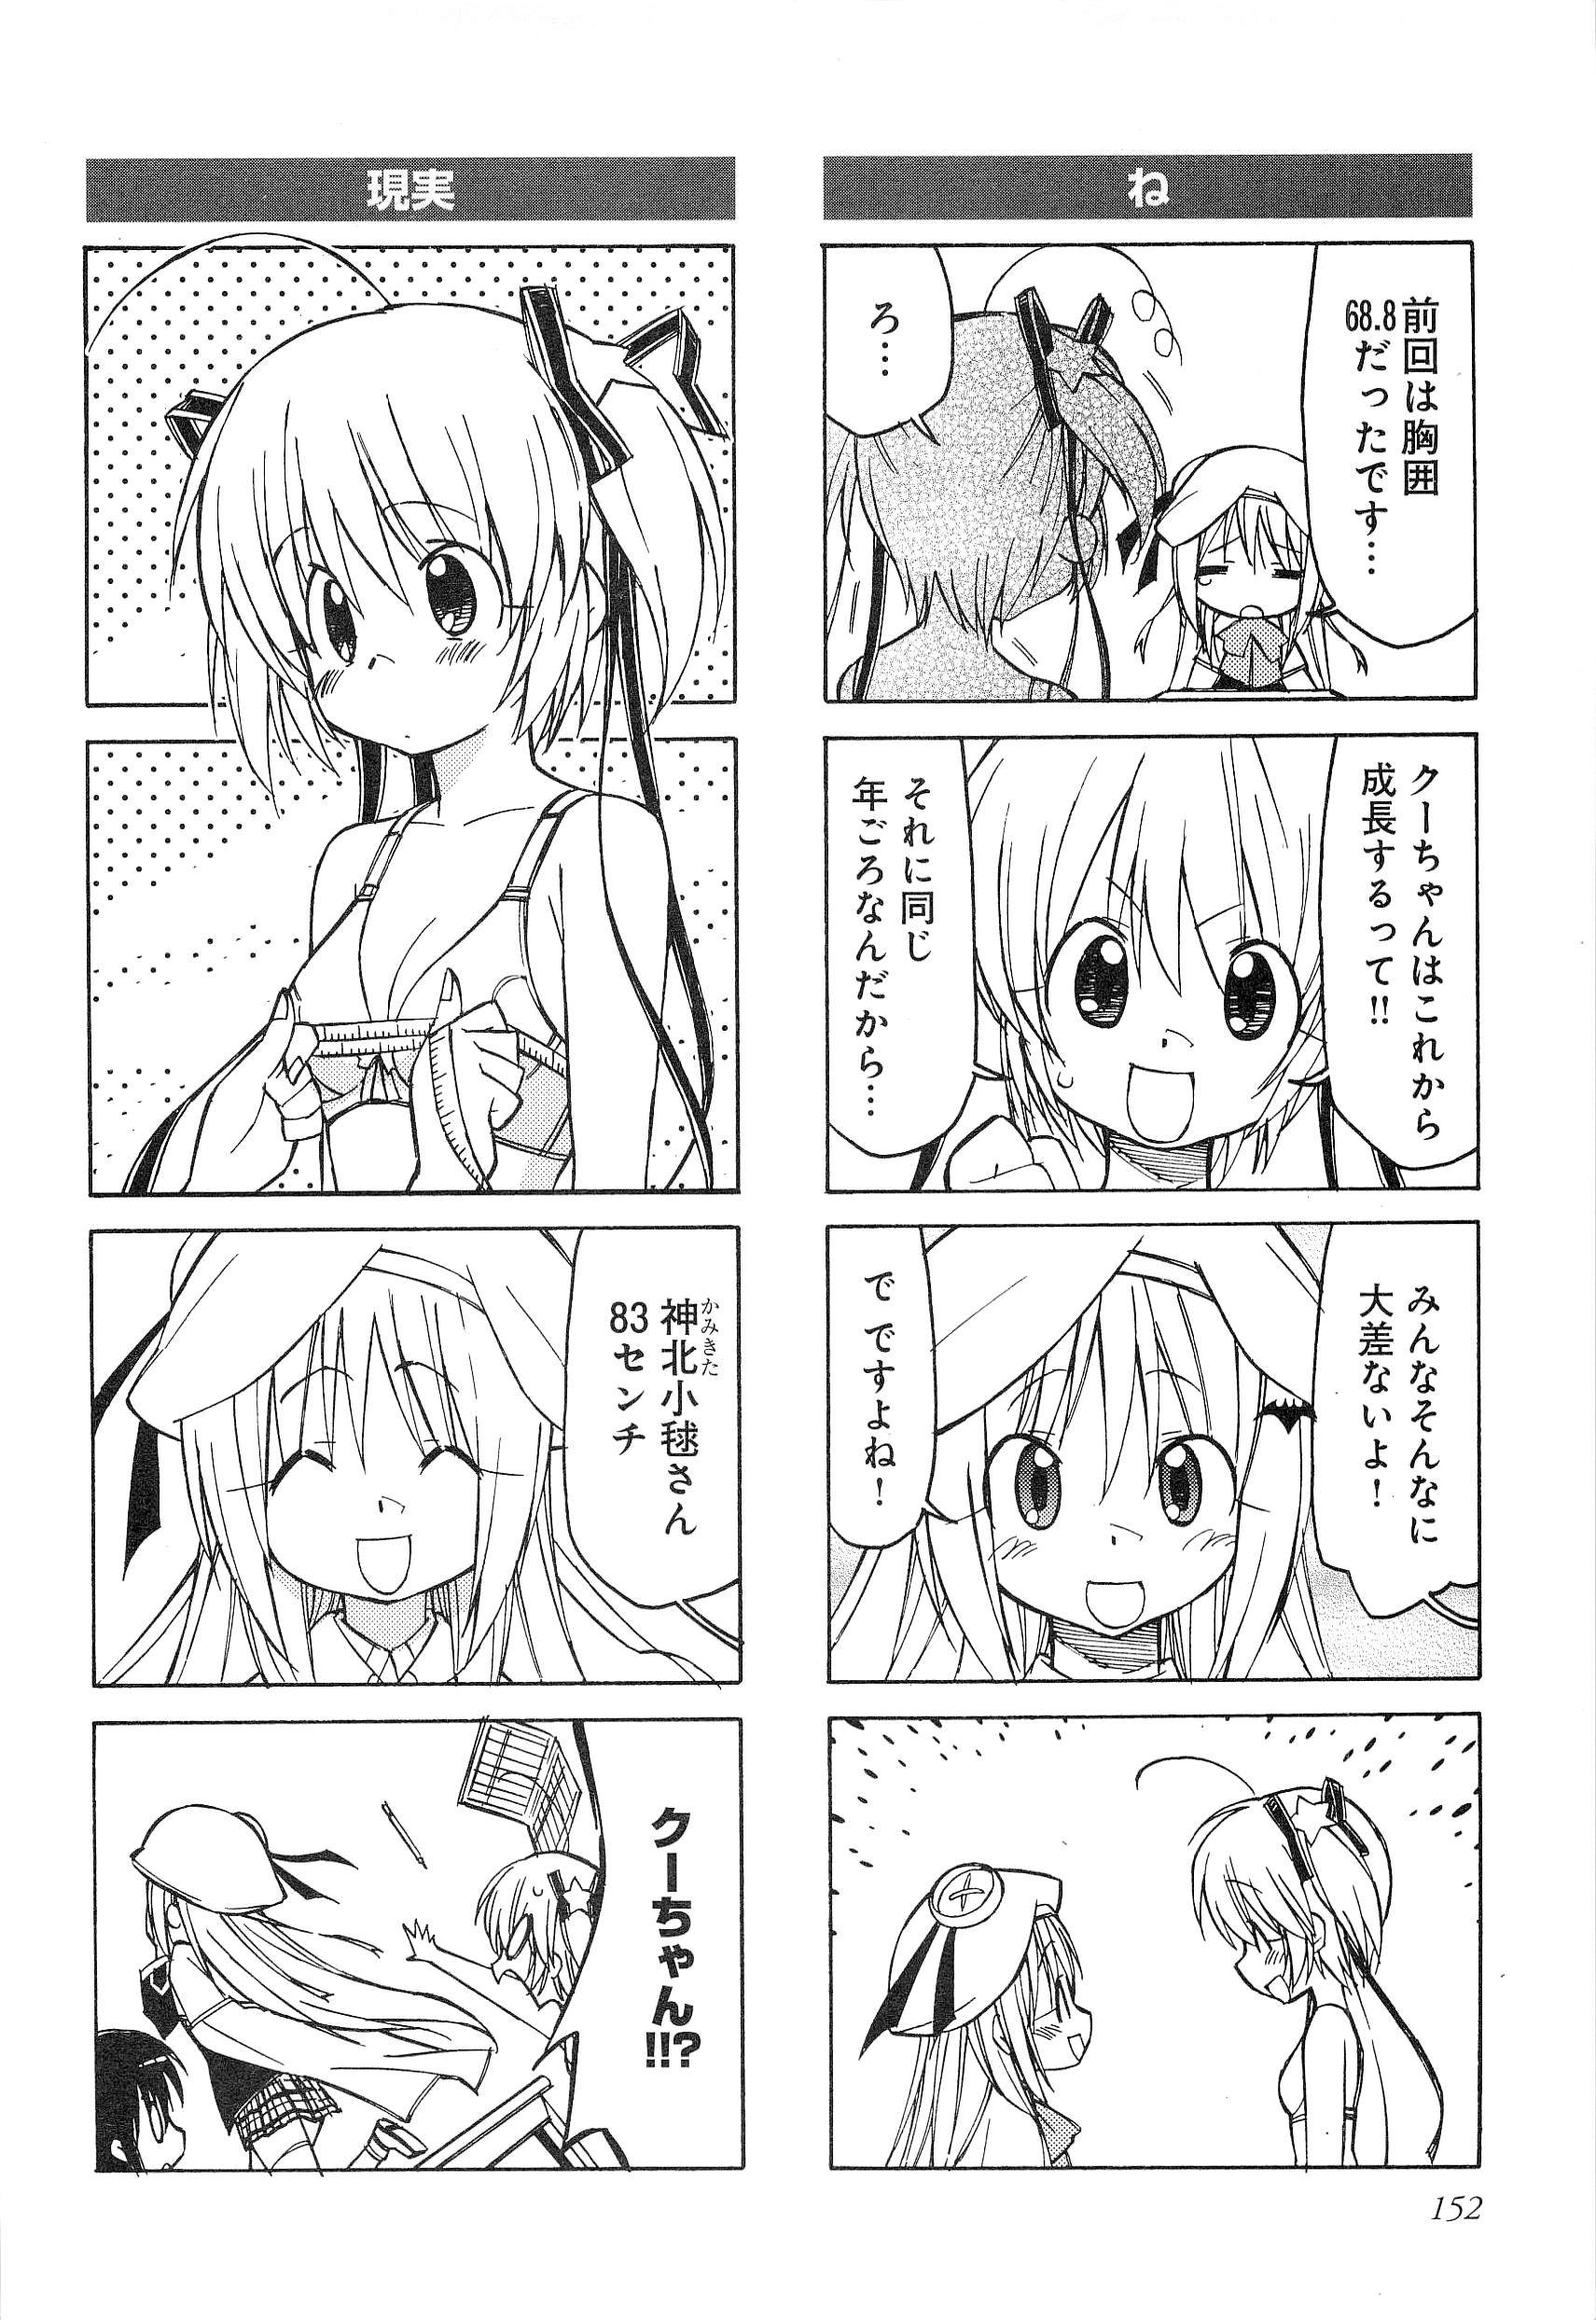 ね
前回は胸囲
68.8だったです…
ろ…
クーちゃんはこれから
成長するって!!
それに同じ
年ごろなんだから…
みんなそんなに
大差ないよ！
で ですよね！
現実
神北小毬さん
かみきた
83センチ
クーちゃん!!?
152